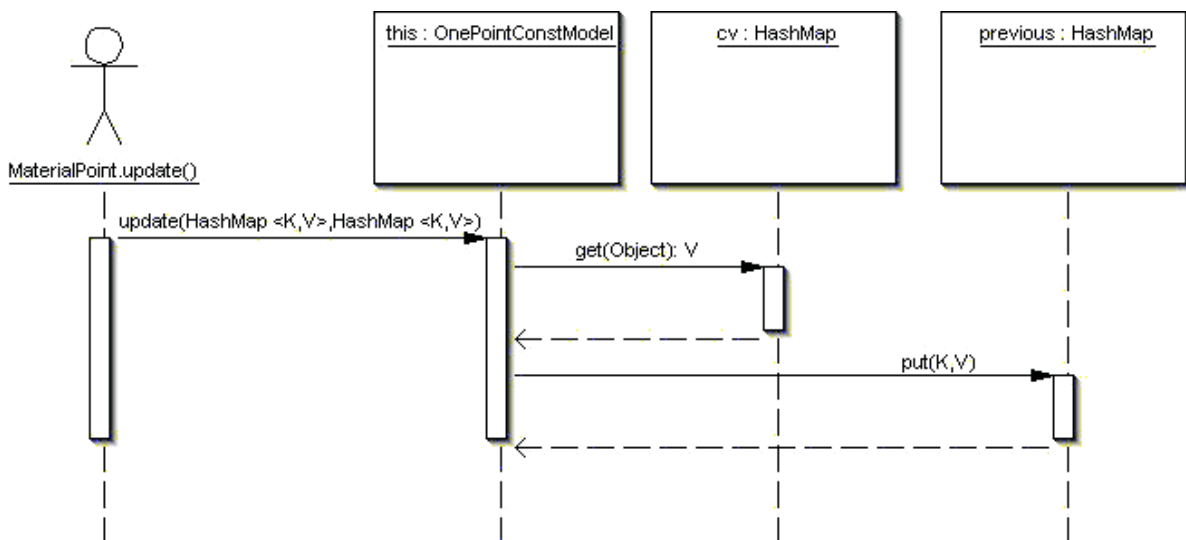 this : OnePointConstModel
cv : HashMap
previous : HashMap
MaterialPoint.update()
update(HashMap <K,V>,HashMap <K,V>)
get(Object): V
put(K,V)